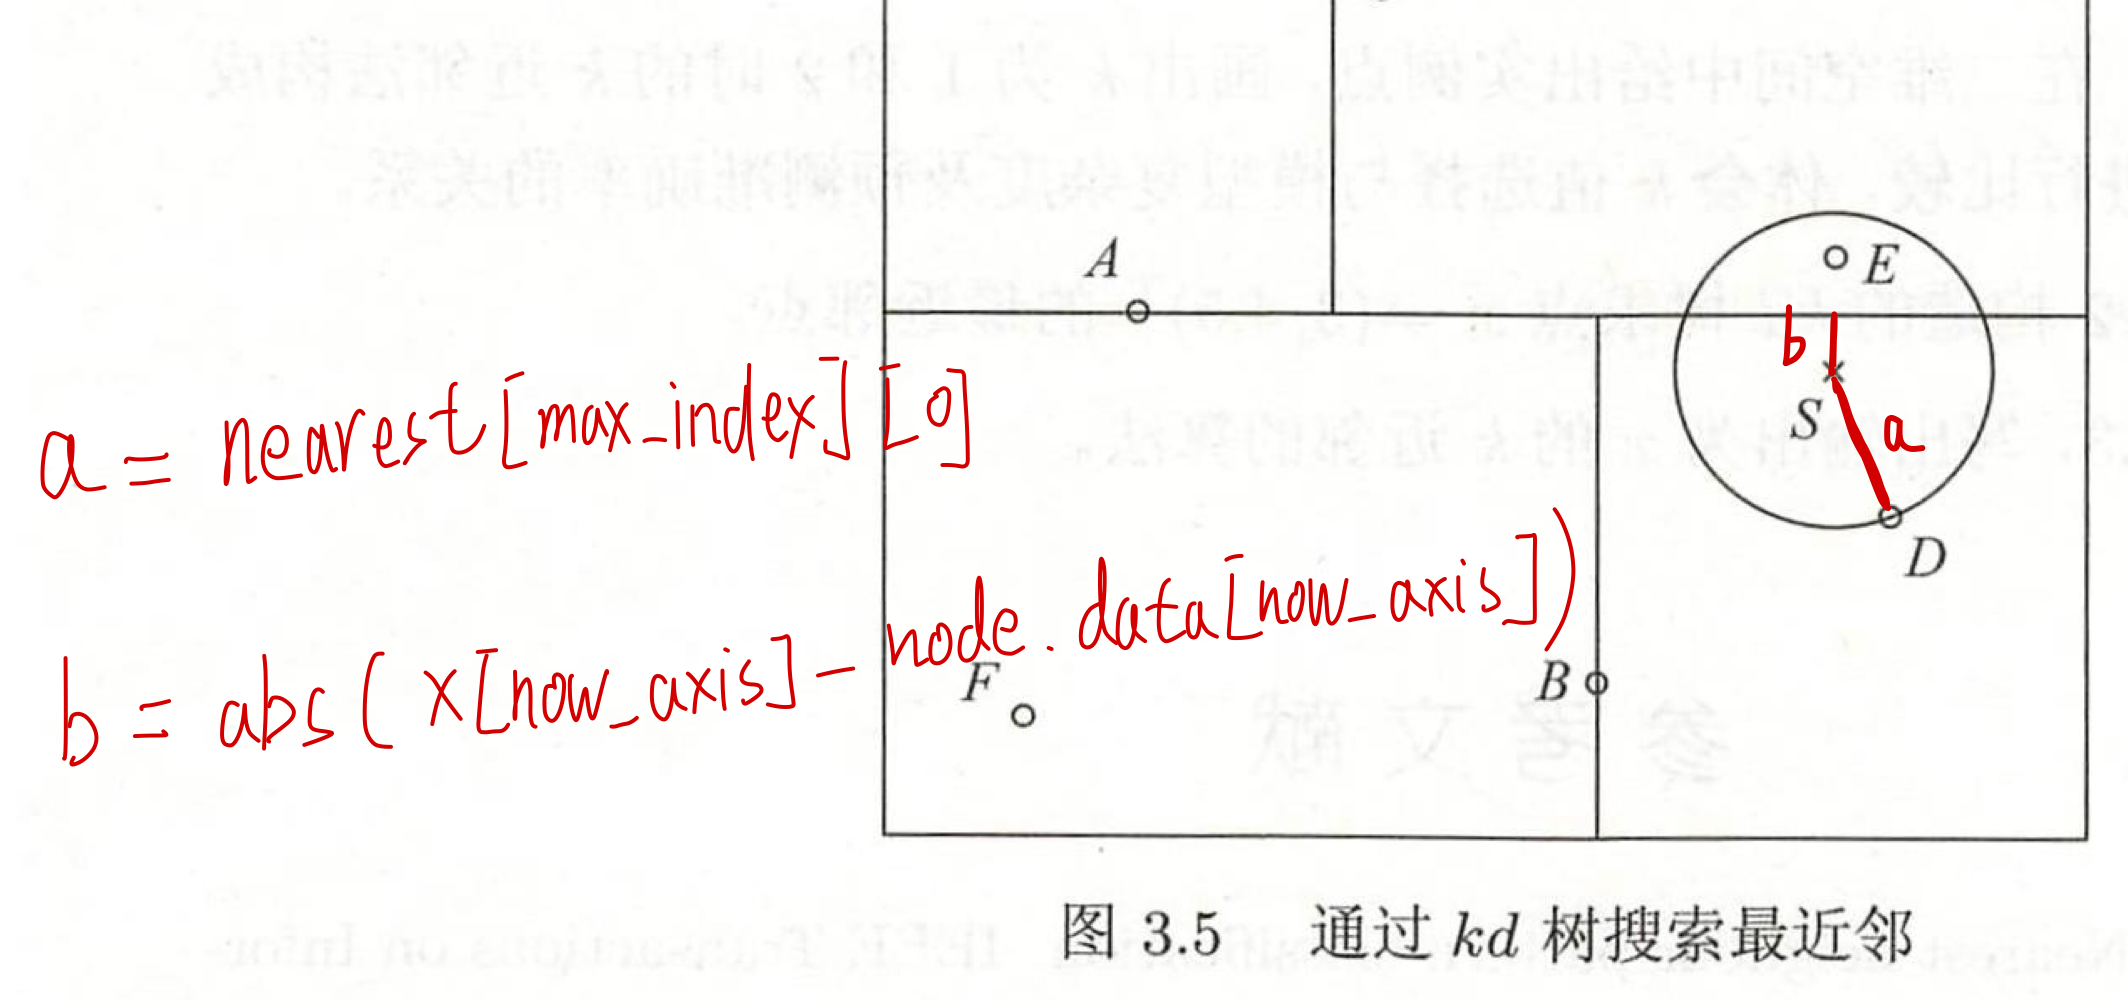 A
E
b
S
a
a = nearest[max_index][0]
D
b = abs( x[now_axis] - node.data[now_axis])
F
B
图 3.5 通过 kd 树搜索最近邻